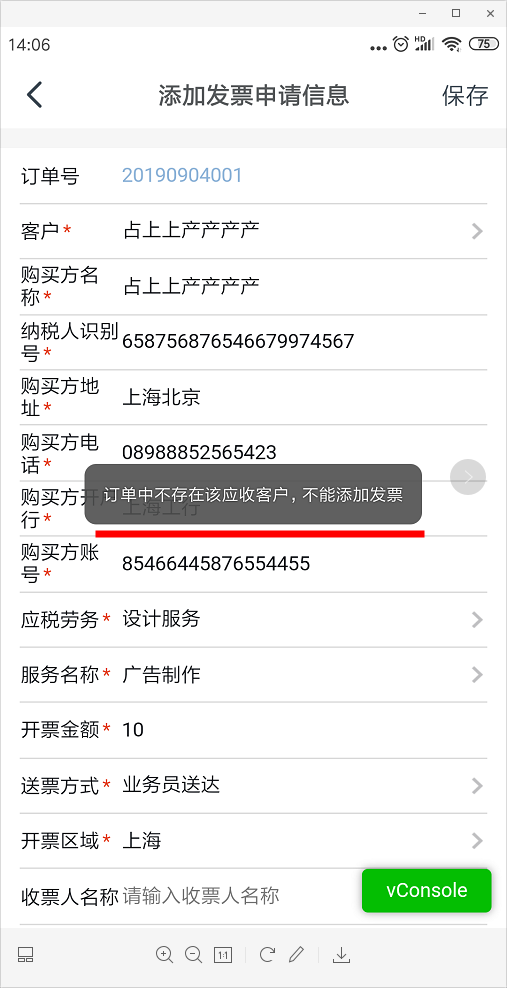 14:06
HD
75
添加发票申请信息
保存
订单号 20190904001
客户* 占上上产产产产
购买方名
称* 占上上产产产产
纳税人识别
号* 658756876546679974567
购买方地
址* 上海北京
购买方电
话* 08988852565423
订单中不存在该应收客户，不能添加发票
购买方开户
行* 上海工行
购买方账
号* 85466445876554455
应税劳务* 设计服务
服务名称* 广告制作
开票金额* 10
送票方式* 业务员送达
开票区域* 上海
收票人名称 请输入收票人名称
vConsole
1:1